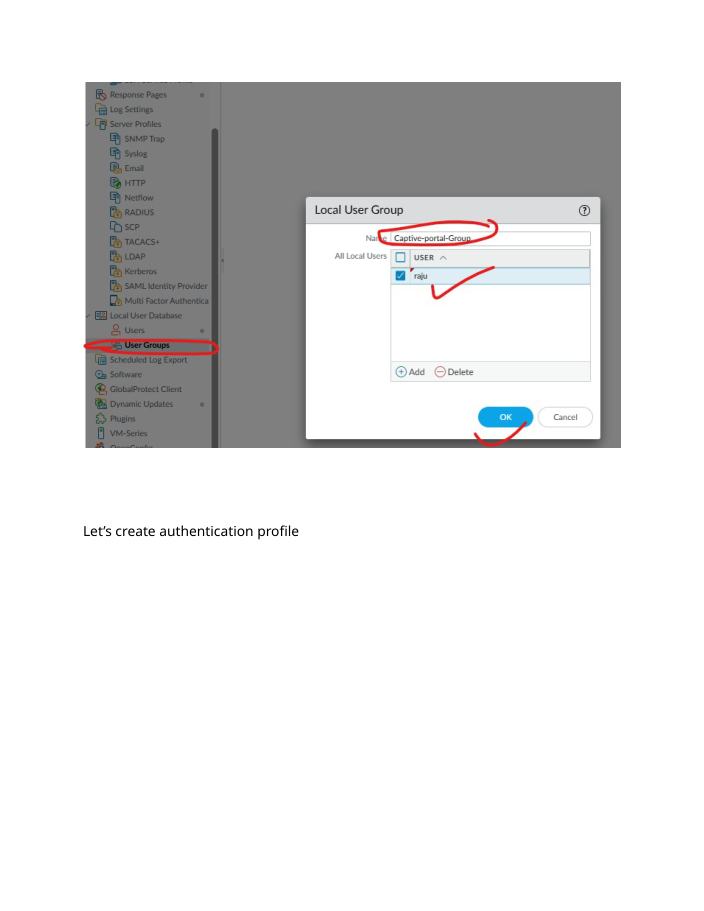 Response Pages
Log Settings
Server Profiles
SNMP Trap
Syslog
Email
HTTP
Netflow
RADIUS
SCP
TACACS+
LDAP
Kerberos
SAML Identity Provider
Multi Factor Authentica
Local User Database
Users
User Groups
Scheduled Log Export
Software
GlobalProtect Client
Dynamic Updates
Plugins
VM-Series
Local User Group
Name Captive-portal-Group
All Local Users USER
raju
Add Delete
OK Cancel
Let’s create authentication profile